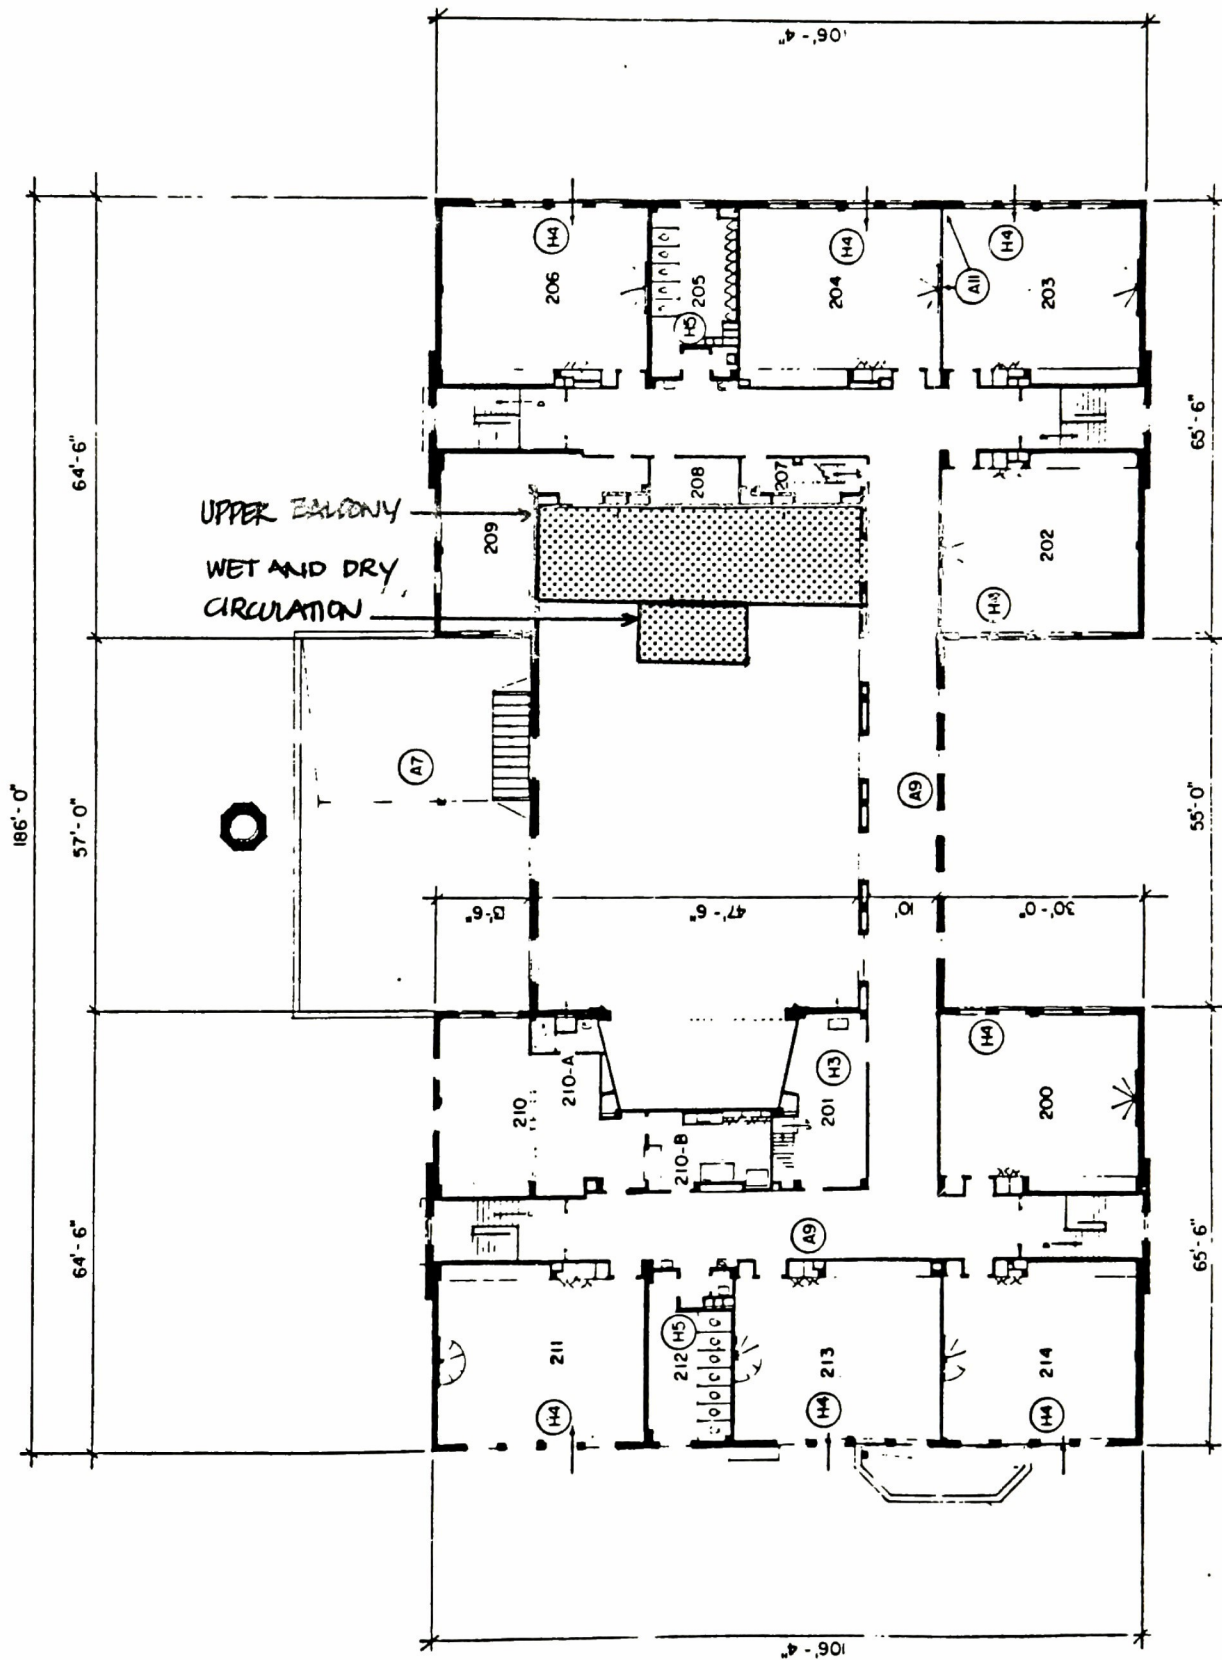 106'-4"
186'-0"
64'-6"
57'-0"
64'-6"
206
H4
205
H5
204
H4
203
H4
A11
65'-6"
UPPER BALCONY
WET AND DRY
CIRCULATION
209
208
207
202
H3
A7
A9
55'-0"
13'-6"
47'-6"
10'
30'-0"
210
210-A
210-B
201
H3
H4
200
A9
211
H4
212
H5
213
H4
214
H4
65'-6"
106'-4"